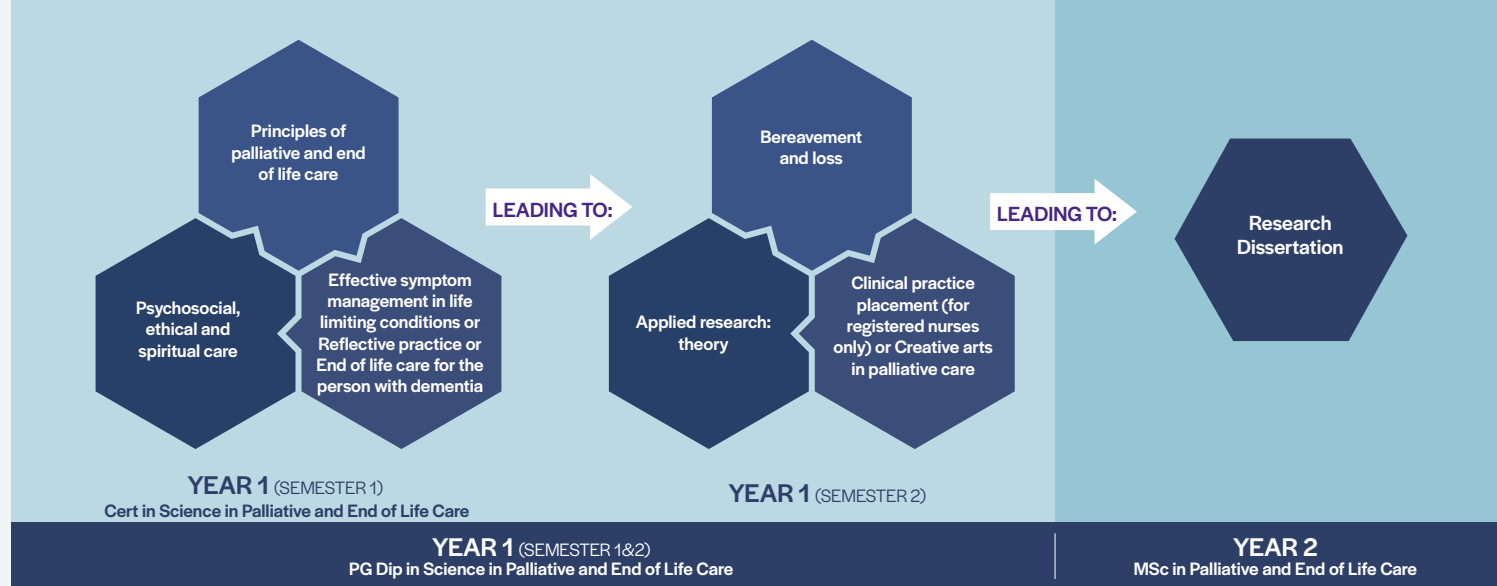 Principles of
palliative and end
of life care
Psychosocial,
ethical and
spiritual care
Effective symptom
management in life
limiting conditions or
Reflective practice or
End of life care for the
person with dementia
YEAR 1 (SEMESTER 1)
Cert in Science in Palliative and End of Life Care
LEADING TO:
Bereavement
and loss
Applied research:
theory
Clinical practice
placement (for
registered nurses
only) or Creative arts
in palliative care
YEAR 1 (SEMESTER 2)
LEADING TO:
Research
Dissertation
YEAR 1 (SEMESTER 1&2)
PG Dip in Science in Palliative and End of Life Care
YEAR 2
MSc in Palliative and End of Life Care